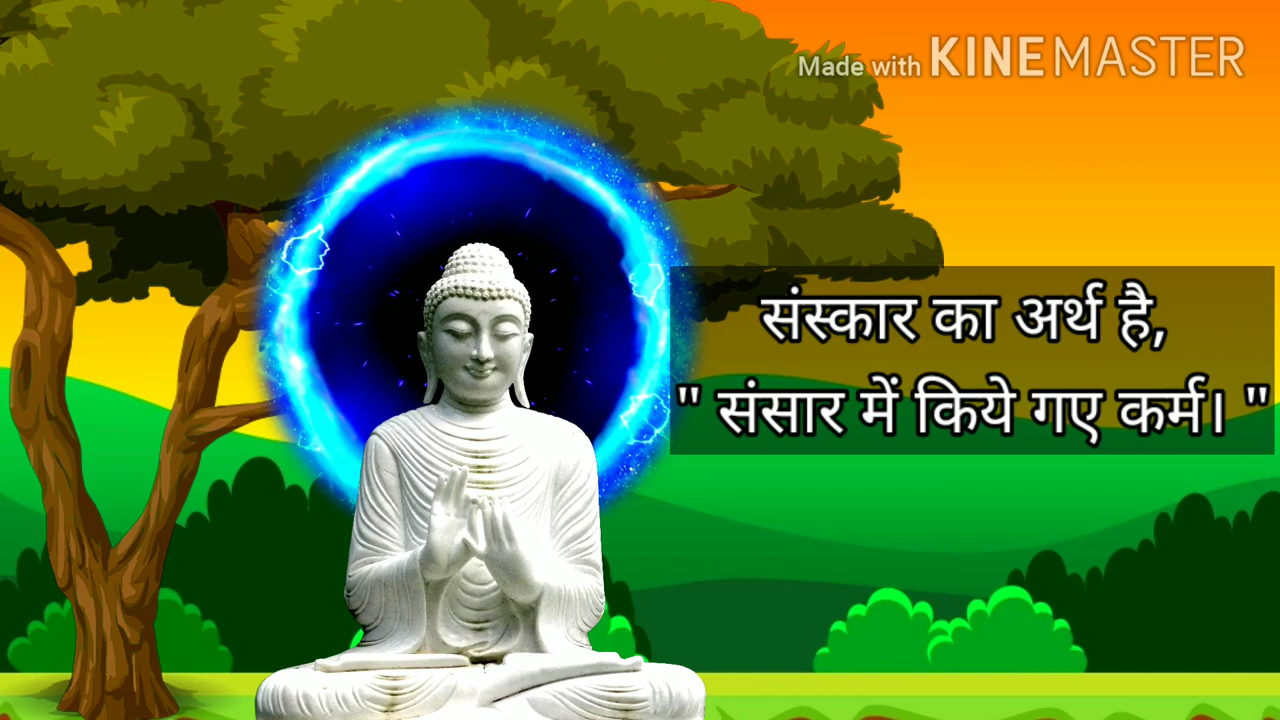 Made with KINEMASTER
संस्कार का अर्थ है,
" संसार में किये गए कर्म। "